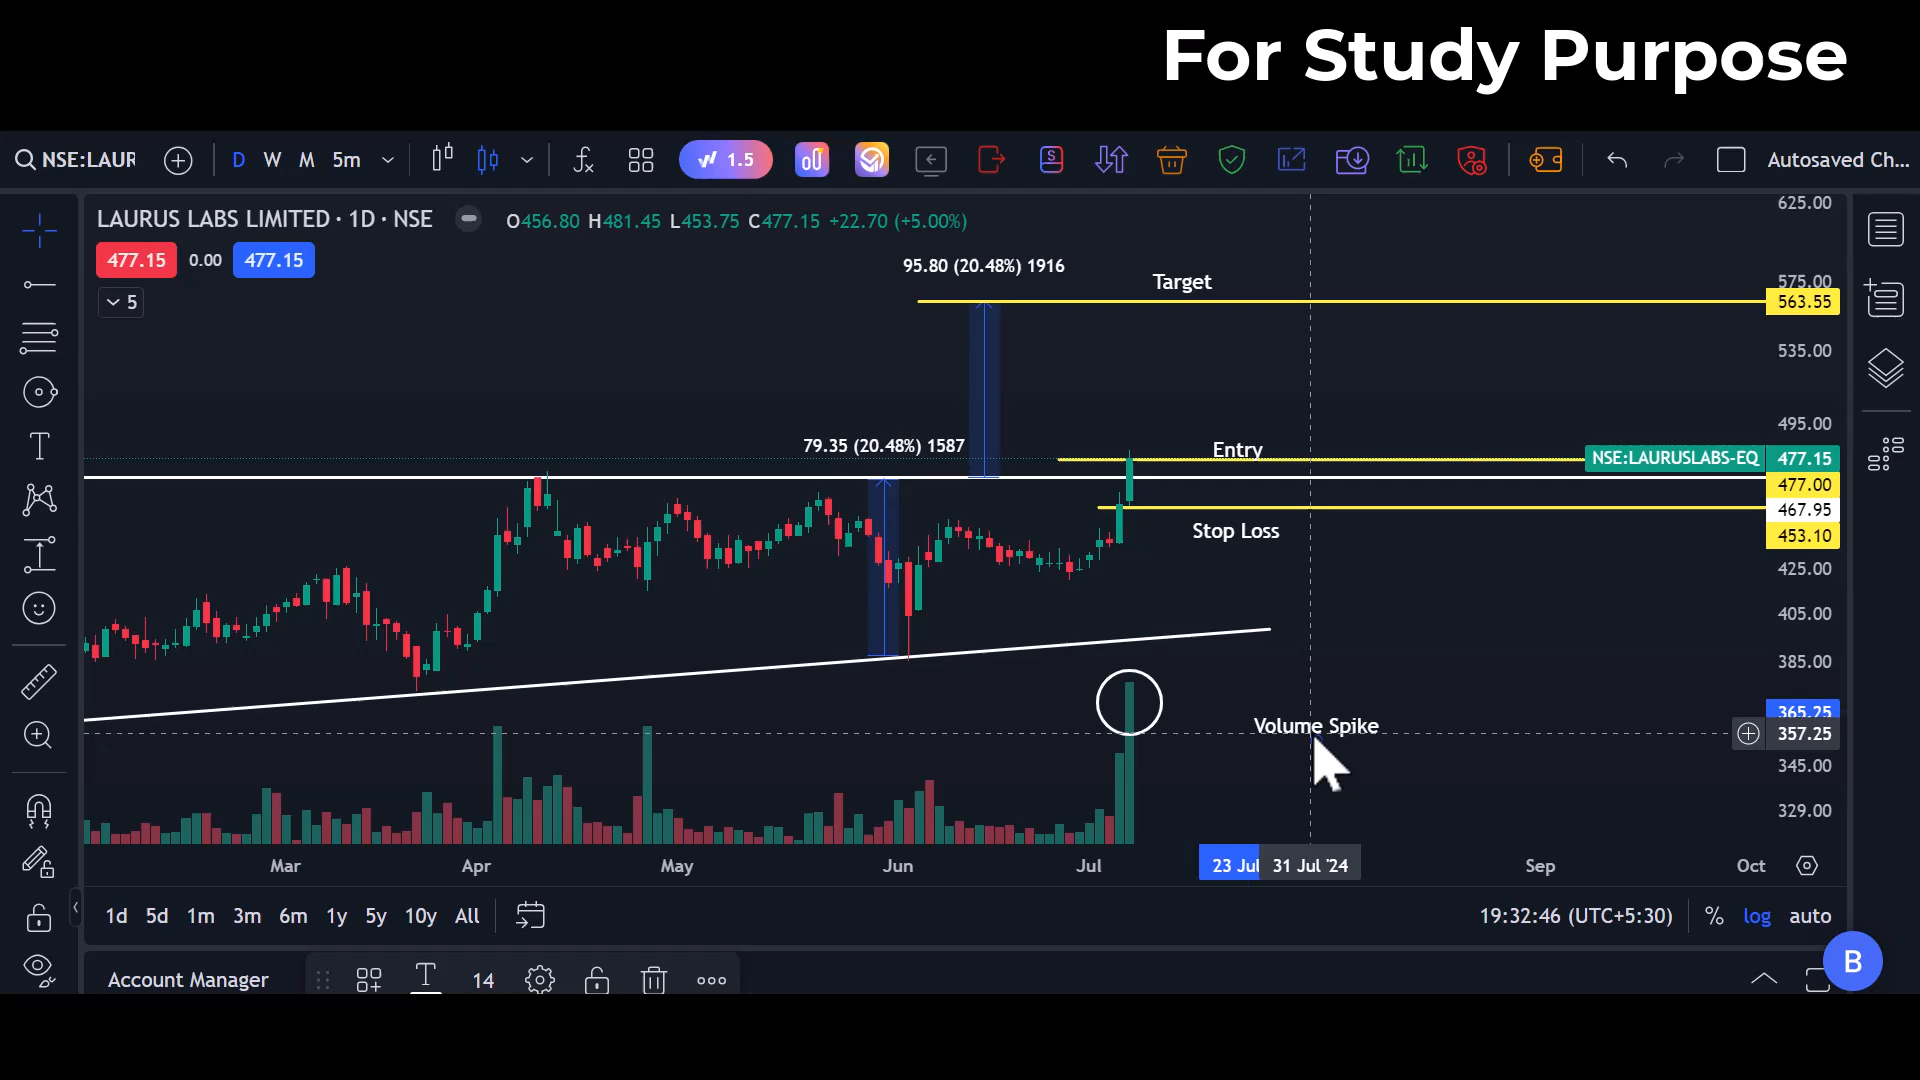 For Study Purpose
NSE:LAUR
D W M 5m
1.5
Autosaved Ch...
LAURUS LABS LIMITED · 1D · NSE
O456.80 H481.45 L453.75 C477.15 +22.70 (+5.00%)
477.15 0.00 477.15
5
95.80 (20.48%) 1916
Target
79.35 (20.48%) 1587
Entry
NSE:LAURUSLABS-EQ
Stop Loss
Volume Spike
625.00
575.00
563.55
535.00
495.00
477.15
477.00
467.95
453.10
425.00
405.00
385.00
365.25
357.25
345.00
329.00
Mar Apr May Jun Jul 23 Jul 31 Jul '24 Sep Oct
1d 5d 1m 3m 6m 1y 5y 10y All
19:32:46 (UTC+5:30) % log auto
Account Manager
T 14
B